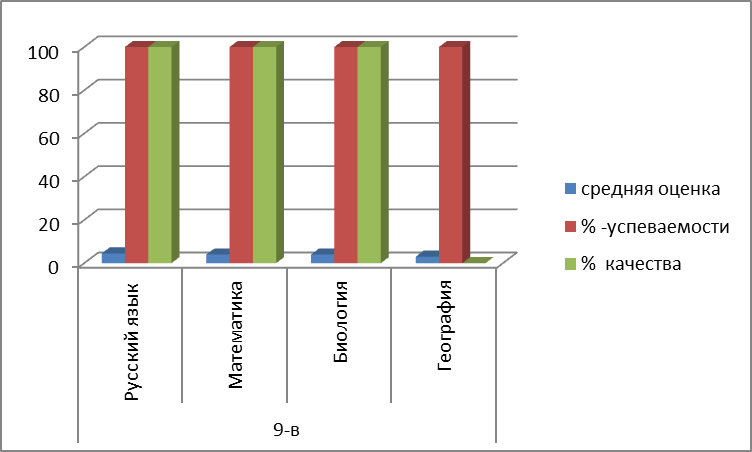 100
80
60
40
20
0
Русский язык
Математика
Биология
География
9-в
средняя оценка
% -успеваемости
% качества